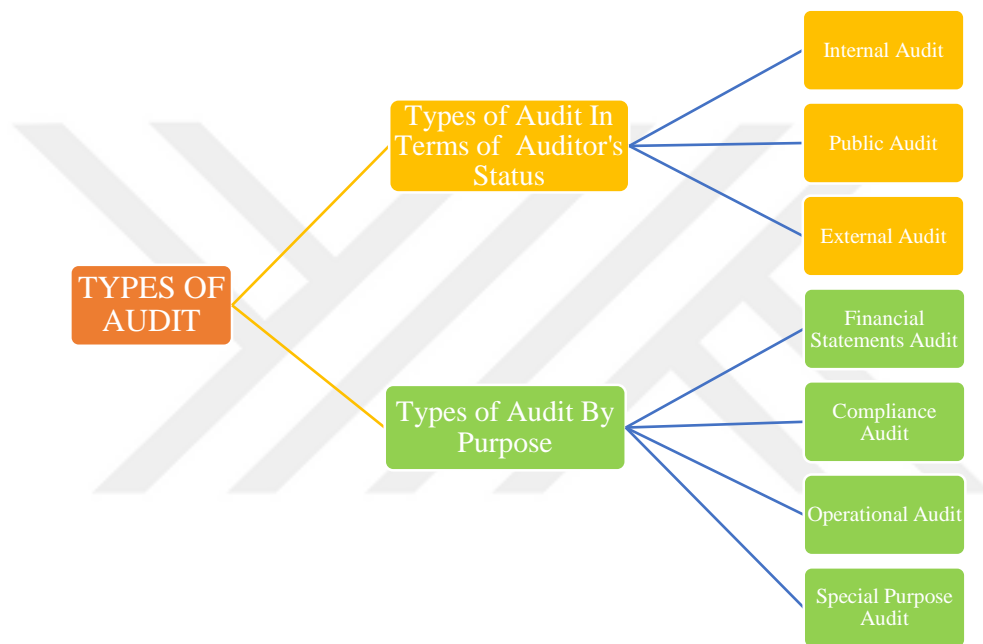 TYPES OF
AUDIT
Types of Audit In
Terms of Auditor's
Status
Internal Audit
Public Audit
External Audit
Types of Audit By
Purpose
Financial
Statements Audit
Compliance
Audit
Operational Audit
Special Purpose
Audit